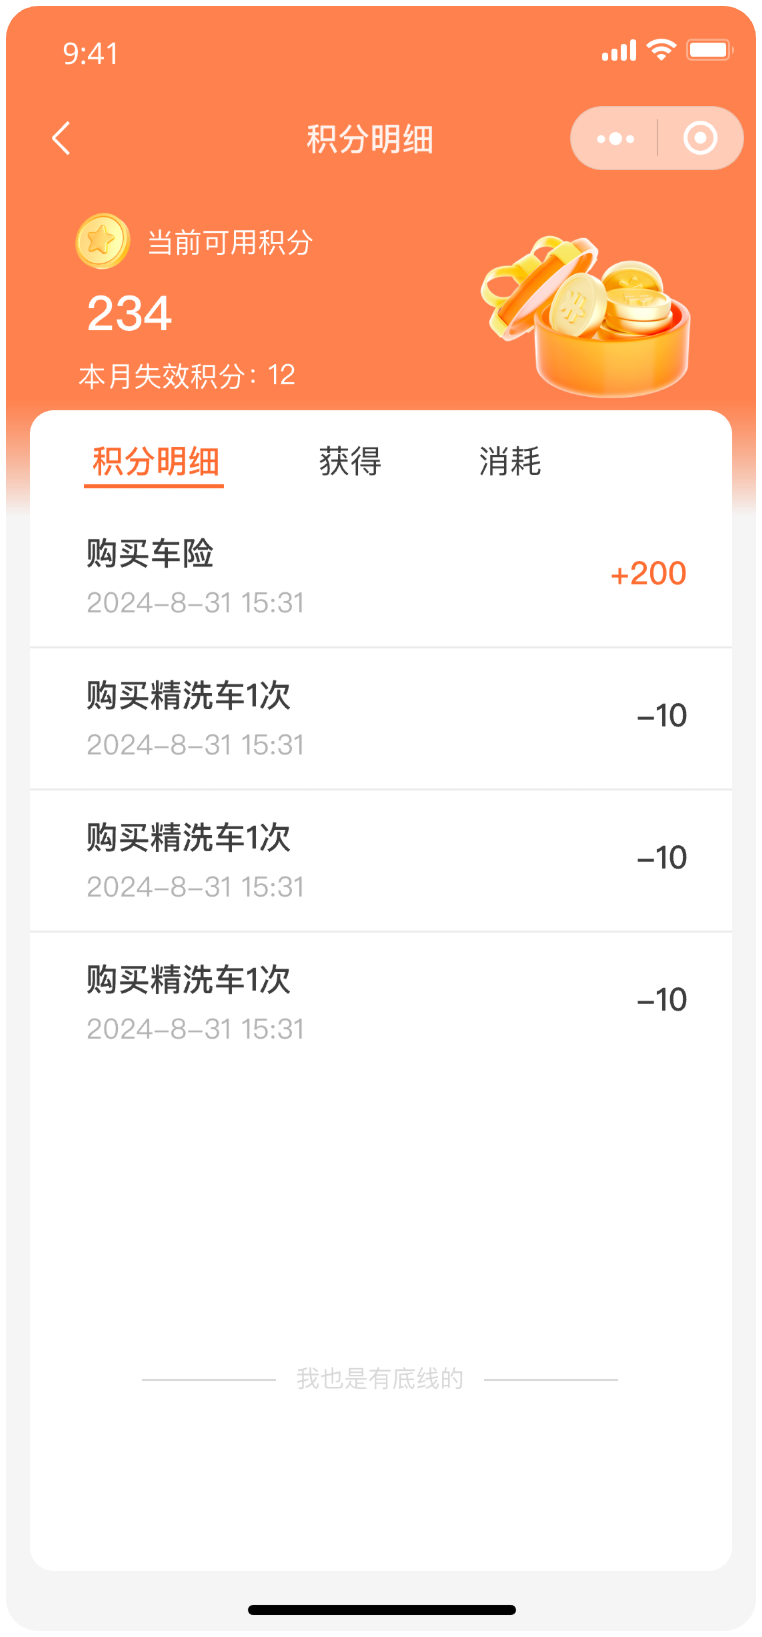 9:41
积分明细
当前可用积分
234
本月失效积分：12
积分明细 获得 消耗
购买车险
+200
2024-8-31 15:31
购买精洗车1次
-10
2024-8-31 15:31
购买精洗车1次
-10
2024-8-31 15:31
购买精洗车1次
-10
2024-8-31 15:31
我也是有底线的